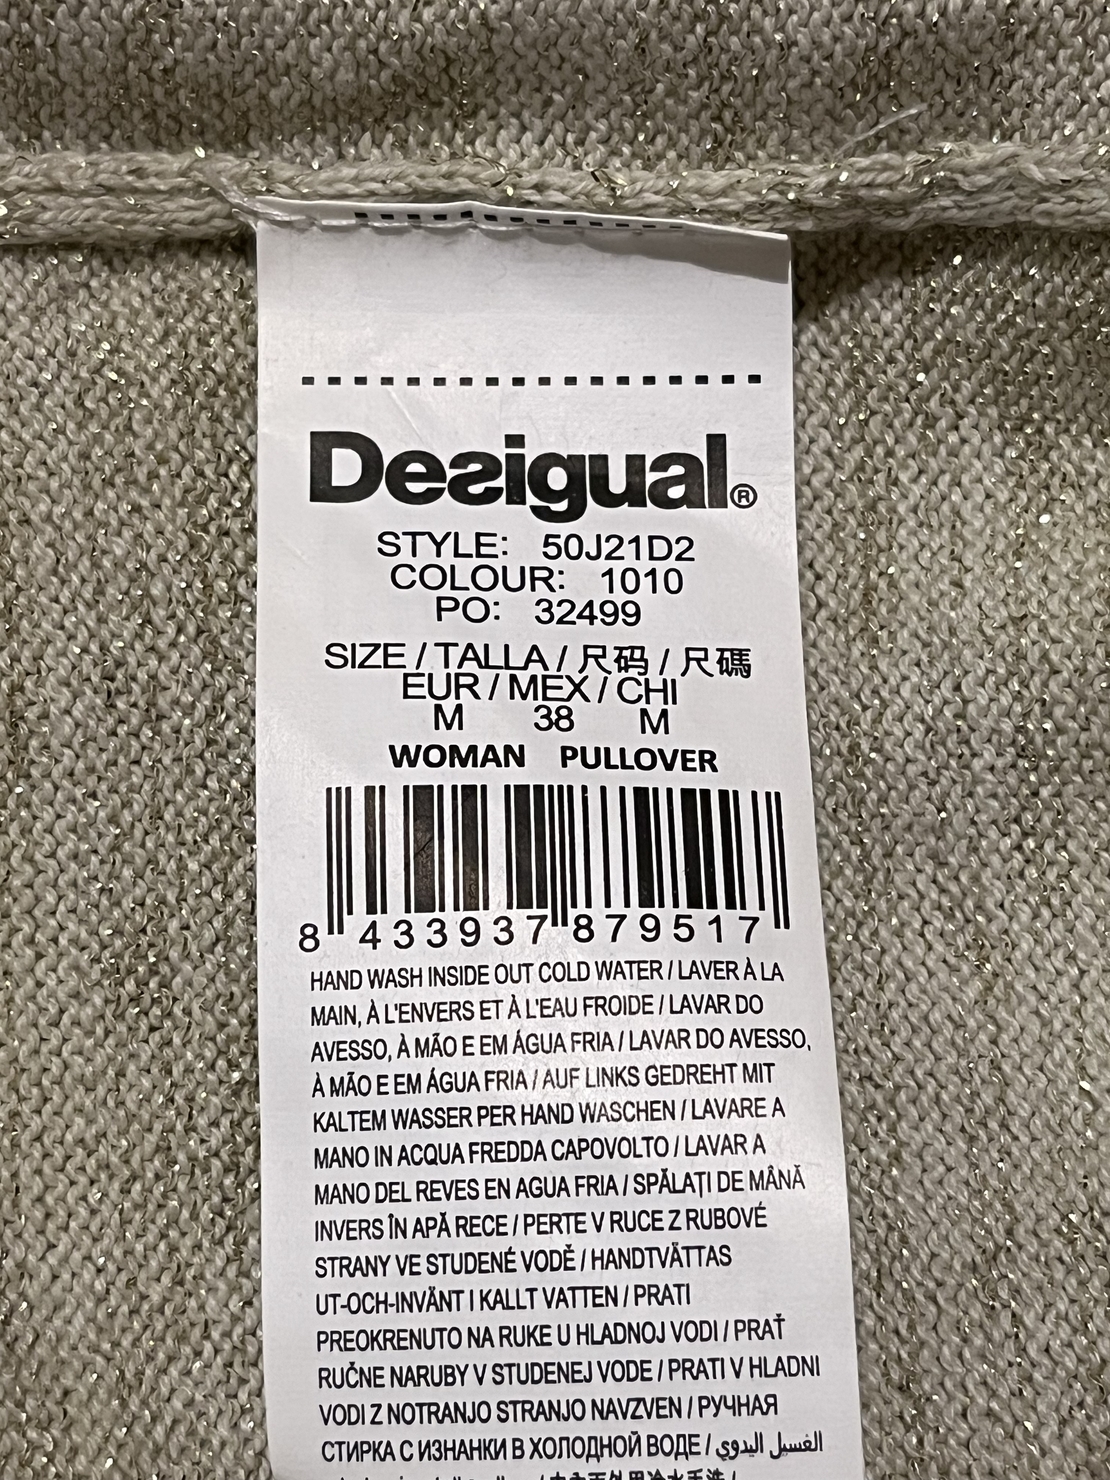 Desigual®
STYLE: 50J21D2
COLOUR: 1010
PO: 32499
SIZE / TALLA / 尺码 / 尺碼
EUR / MEX / CHI
M 38 M
WOMAN PULLOVER
8 433937 879517
HAND WASH INSIDE OUT COLD WATER / LAVER À LA
MAIN, À L'ENVERS ET À L'EAU FROIDE / LAVAR DO
AVESSO, À MÃO E EM ÁGUA FRIA / LAVAR DO AVESSO,
À MÃO E EM ÁGUA FRIA / AUF LINKS GEDREHT MIT
KALTEM WASSER PER HAND WASCHEN / LAVARE A
MANO IN ACQUA FREDDA CAPOVOLTO / LAVAR A
MANO DEL REVES EN AGUA FRIA / SPĂLAȚI DE MÂNĂ
INVERS ÎN APĂ RECE / PERTE V RUCE Z RUBOVÉ
STRANY VE STUDENÉ VODĚ / HANDTVÄTTAS
UT-OCH-INVÄNT I KALLT VATTEN / PRATI
PREOKRENUTO NA RUKE U HLADNOJ VODI / PRAŤ
RUČNE NARUBY V STUDENEJ VODE / PRATI V HLADNI
VODI Z NOTRANJO STRANJO NAVZVEN / РУЧНАЯ
СТИРКА С ИЗНАНКИ В ХОЛОДНОЙ ВОДЕ / الغسيل اليدوي